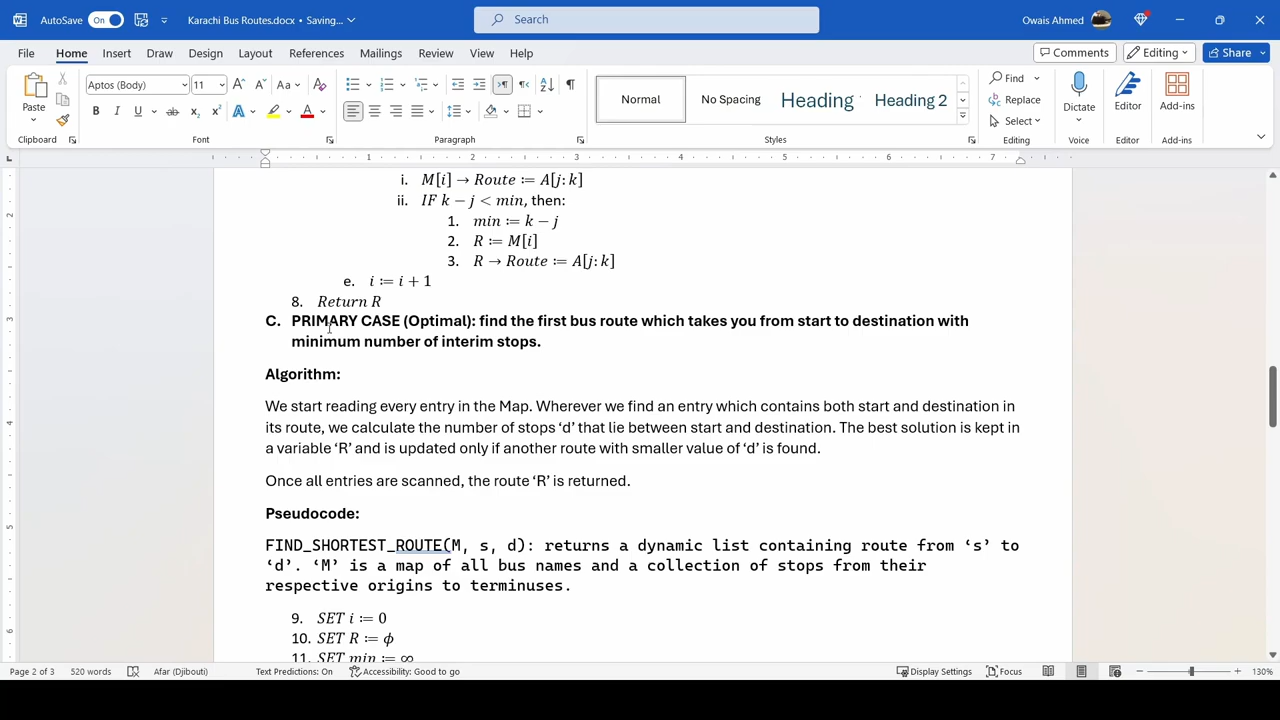 AutoSave On Karachi Bus Routes.docx • Saving... Search Owais Ahmed
File Home Insert Draw Design Layout References Mailings Review View Help Comments Editing Share
Paste Aptos (Body) 11 Normal No Spacing Heading Heading 2 Find Replace Select Dictate Editor Add-ins
Clipboard Font Paragraph Styles Editing Voice Editor Add-ins
1 2 3 4 5 6 7
i. M[i] → Route ≔ A[j: k]
ii. IF k − j < min, then:
1. min ≔ k − j
2. R ≔ M[i]
3. R → Route ≔ A[j: k]
e. i ≔ i + 1
8. Return R
C. PRIMARY CASE (Optimal): find the first bus route which takes you from start to destination with
minimum number of interim stops.
Algorithm:
We start reading every entry in the Map. Wherever we find an entry which contains both start and destination in
its route, we calculate the number of stops ‘d’ that lie between start and destination. The best solution is kept in
a variable ‘R’ and is updated only if another route with smaller value of ‘d’ is found.
Once all entries are scanned, the route ‘R’ is returned.
Pseudocode:
FIND_SHORTEST_ROUTE(M, s, d): returns a dynamic list containing route from ‘s’ to
‘d’. ‘M’ is a map of all bus names and a collection of stops from their
respective origins to terminuses.
9. SET i ≔ 0
10. SET R ≔ ϕ
11. SET min ≔ ∞
Page 2 of 3 520 words Afar (Djibouti) Text Predictions: On Accessibility: Good to go Display Settings Focus 130%